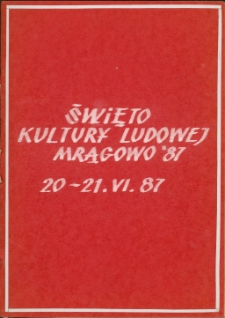 ŚWIĘTO
KULTURY LUDOWEJ
MRĄGOWO '87
20-21.VI.87